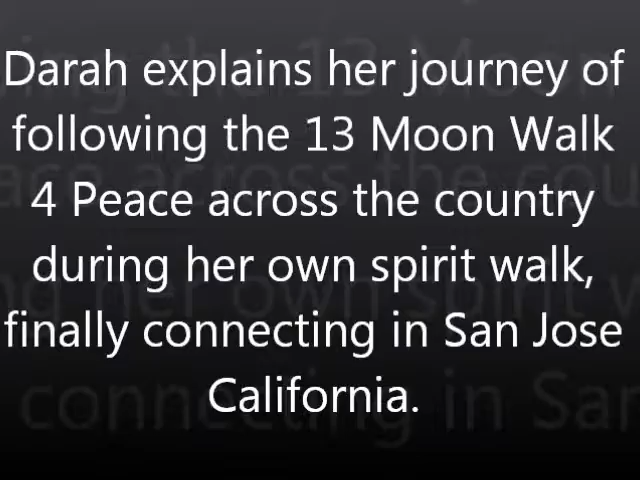 Darah explains her journey of
following the 13 Moon Walk
4 Peace across the country
during her own spirit walk,
finally connecting in San Jose
California.